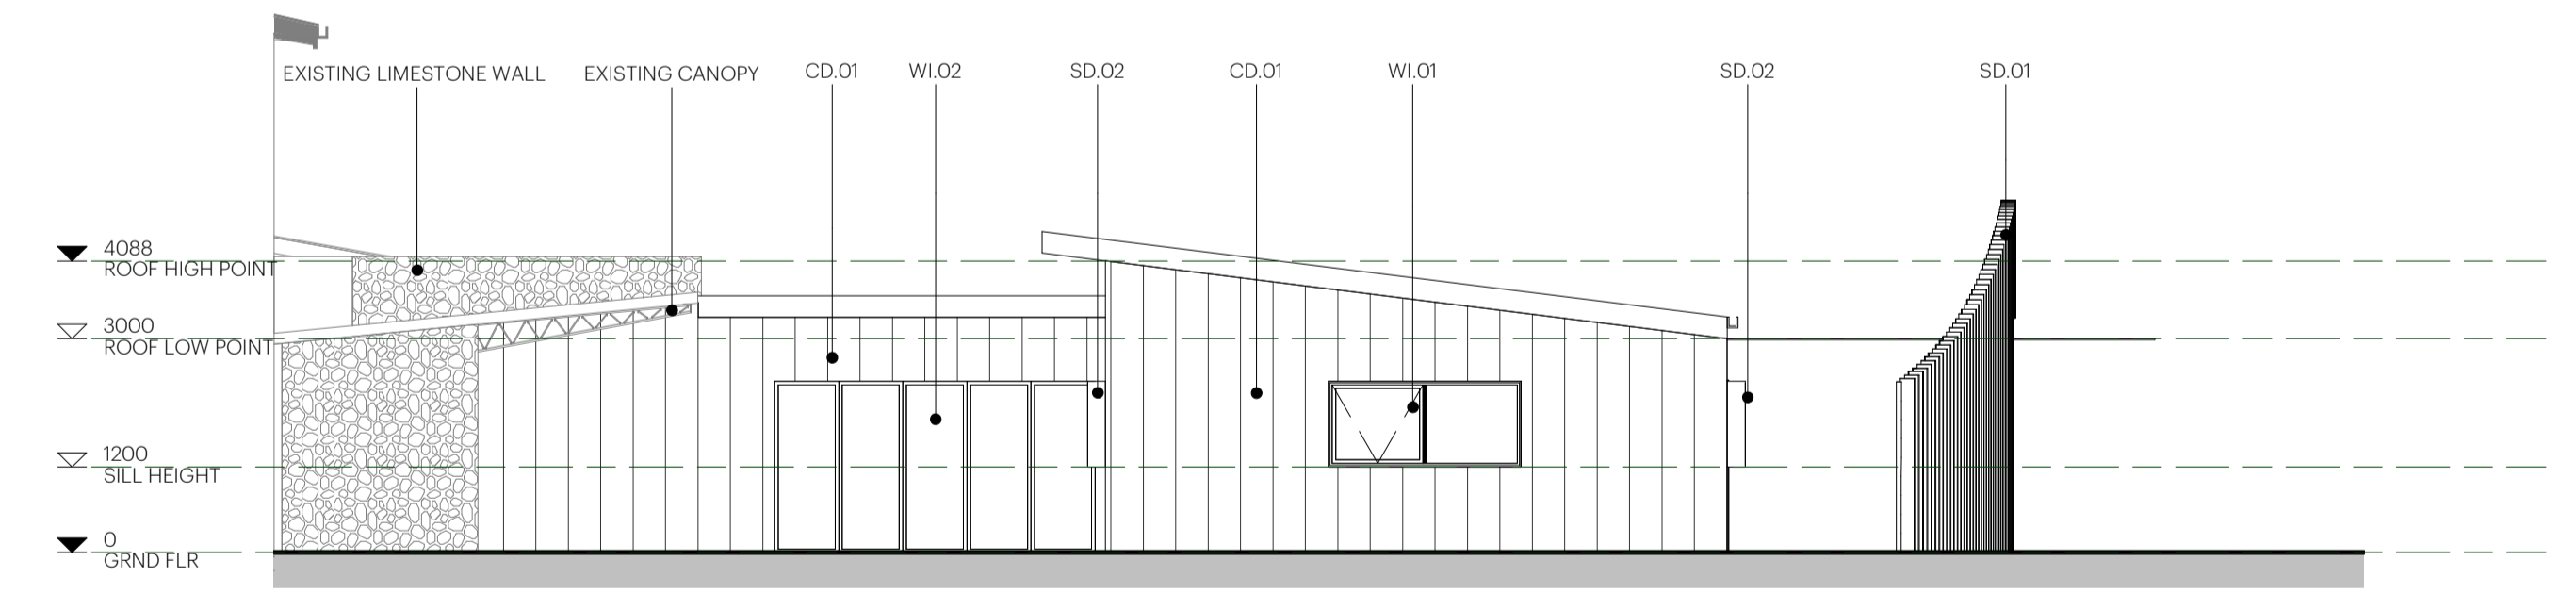 EXISTING LIMESTONE WALL
EXISTING CANOPY
CD.01
WI.02
SD.02
CD.01
WI.01
SD.02
SD.01
4088
ROOF HIGH POINT
3000
ROOF LOW POINT
1200
SILL HEIGHT
0
GRND FLR